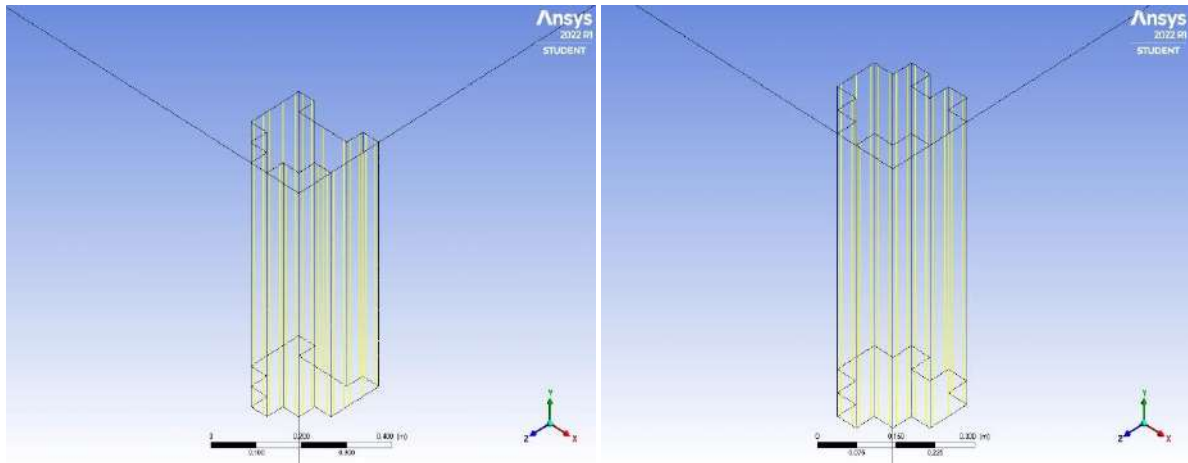 Ansys
2022 R1
STUDENT
Y
Z
X
0
0.200
0.400 (m)
0.100
0.300
Ansys
2022 R1
STUDENT
Y
Z
X
0
0.150
0.300 (m)
0.075
0.225